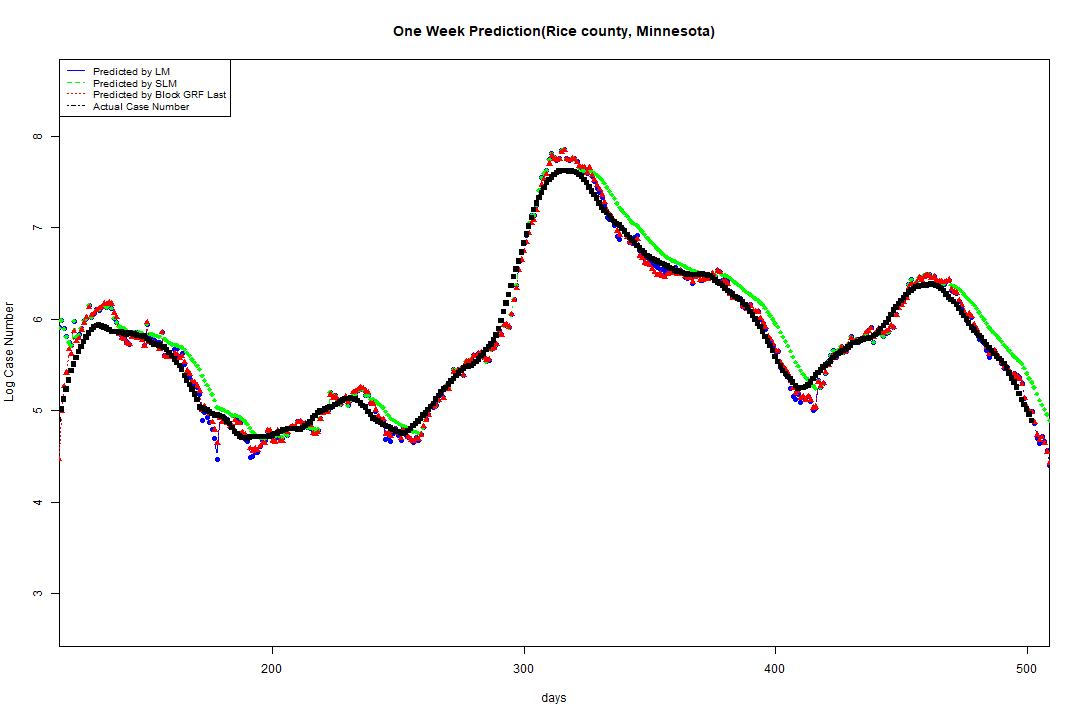 One Week Prediction(Rice county, Minnesota)
Predicted by LM
Predicted by SLM
Predicted by Block GRF Last
Actual Case Number
Log Case Number
8
7
6
5
4
3
200
300
400
500
days